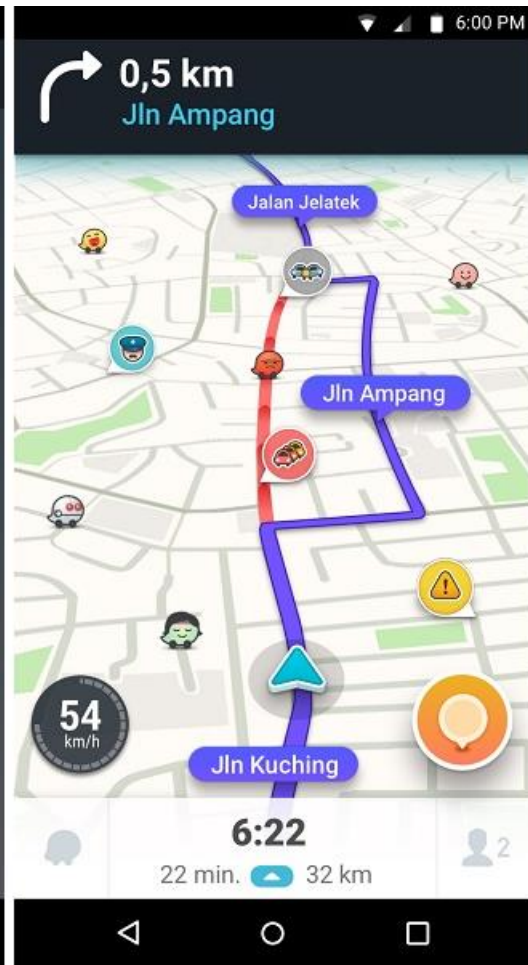 6:00 PM
0,5 km
Jln Ampang
Jalan Jelatek
Jln Ampang
54
km/h
Jln Kuching
6:22
22 min. 32 km
2